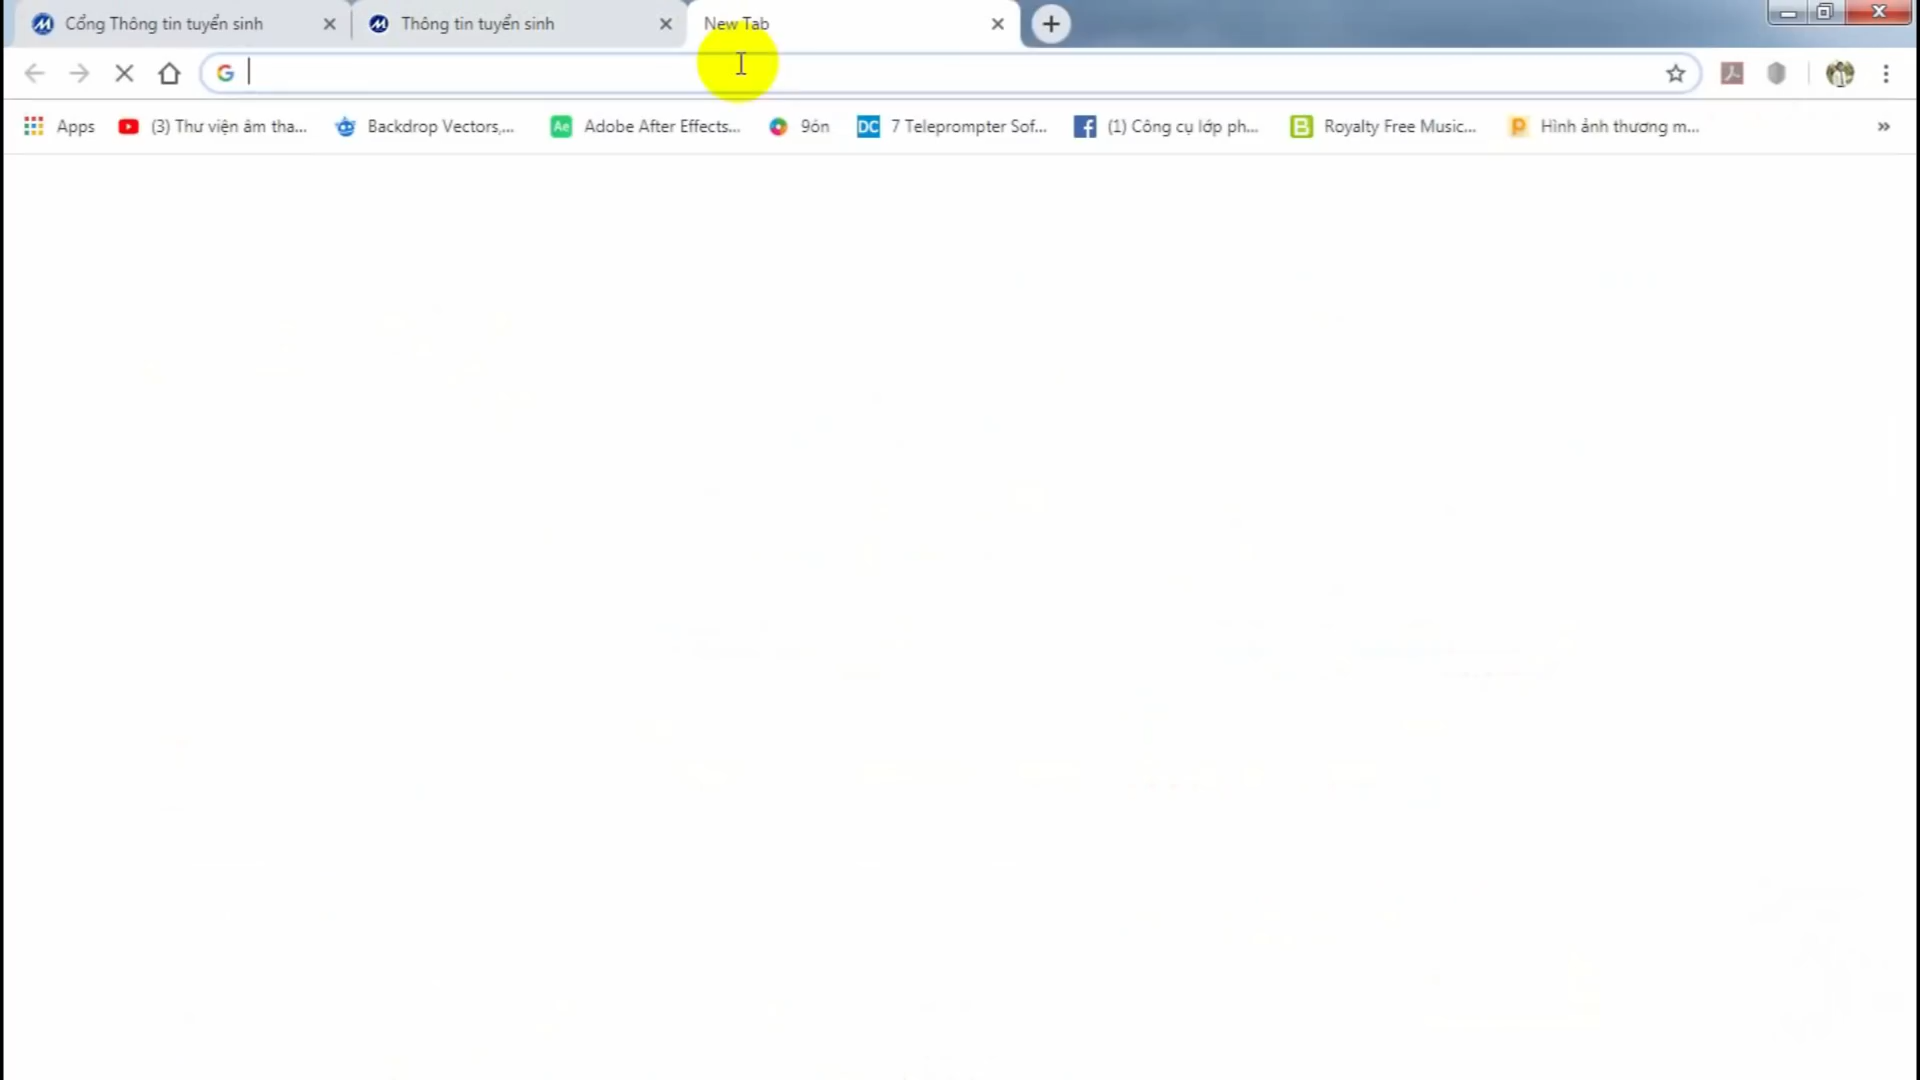 Cổng Thông tin tuyển sinh
Thông tin tuyển sinh
New Tab
Apps
(3) Thư viện âm tha...
Backdrop Vectors,...
Adobe After Effects...
9ón
7 Teleprompter Sof...
(1) Công cụ lớp ph...
Royalty Free Music...
Hình ảnh thương m...